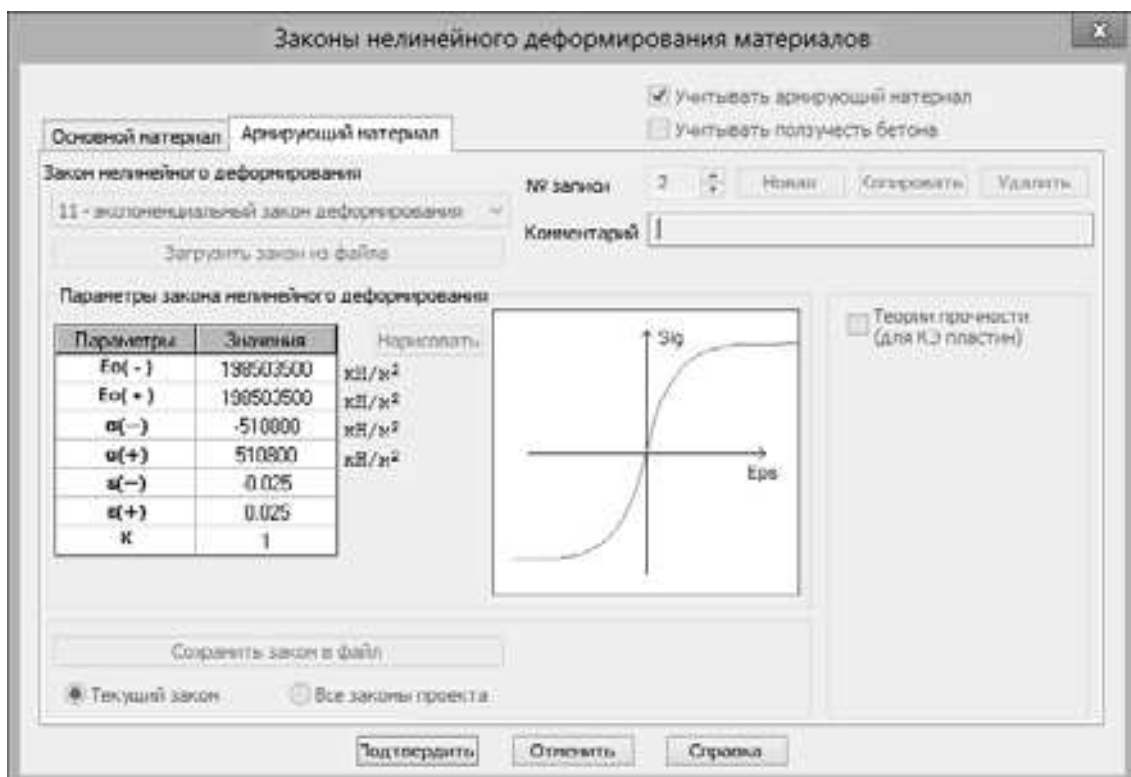 Законы нелинейного деформирования материалов
x
Учитывать армирующий материал
Учитывать ползучесть бетона
Основной материал
Армирующий материал
Закон нелинейного деформирования
11 - экспоненциальный закон деформирования
Загрузить закон из файла
№ записи
Новая
Копировать
Удалить
Комментарий
Параметры закона нелинейного деформирования
Параметры Значения
Нарисовать
Eo( - ) 198503500 кН/м²
Eo( + ) 198503500 кН/м²
σ(−) кН/м²
σ(+) 510800 кН/м²
ε(−) -0.025
ε(+) 0.025
K 1
Sig
Eps
Теории прочности
(для КЭ пластин)
Сохранить закон в файл
Текущий закон
Все законы проекта
Подтвердить
Отменить
Справка